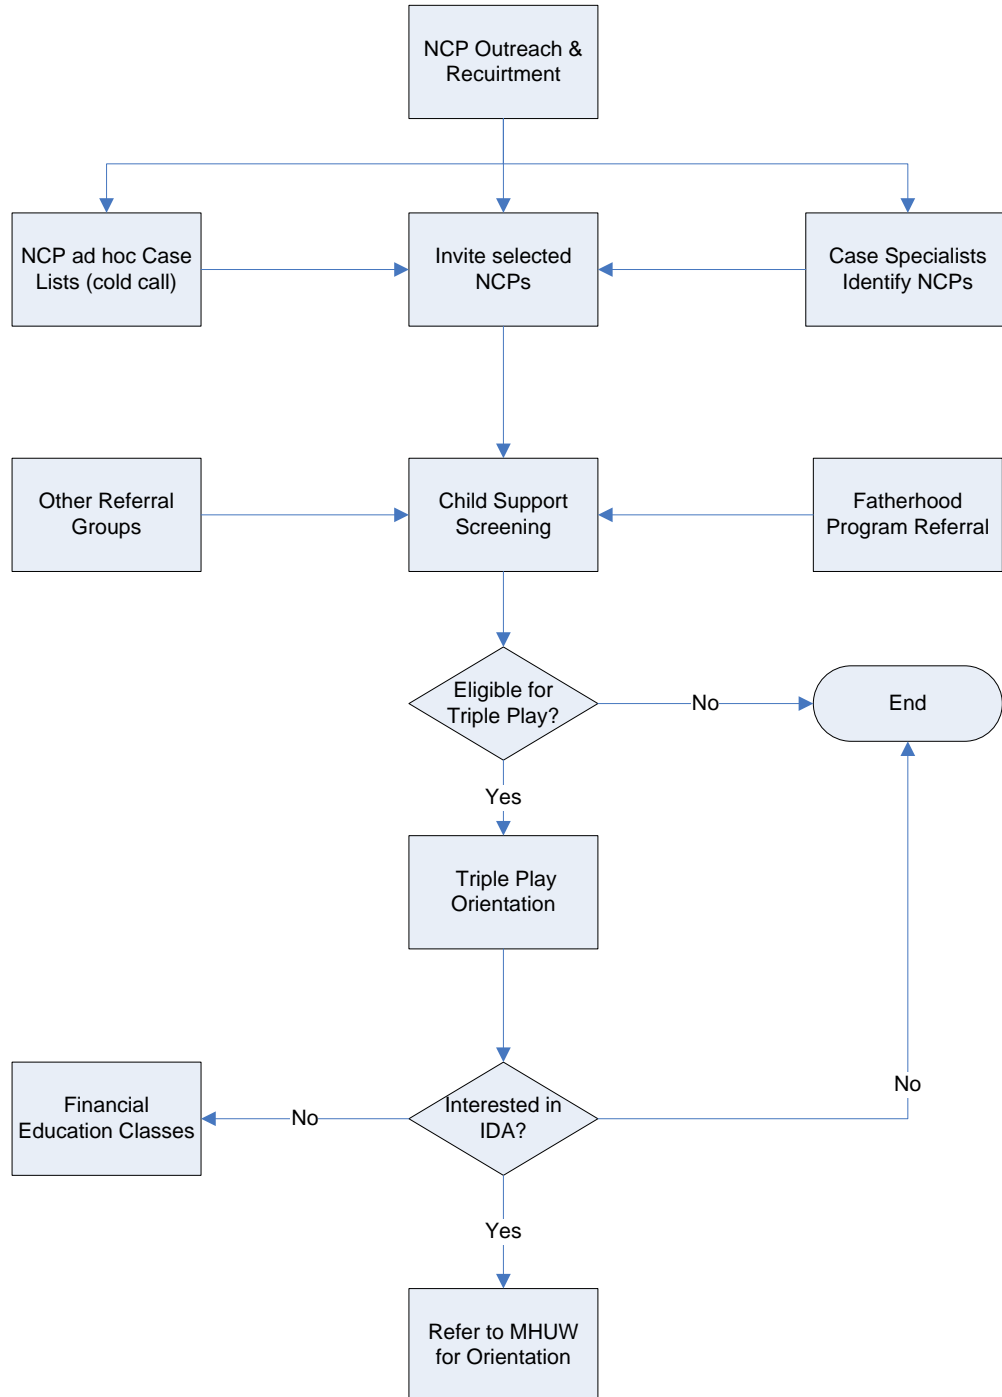 NCP Outreach &
Recuirtment
NCP ad hoc Case
Lists (cold call)
Invite selected
NCPs
Case Specialists
Identify NCPs
Other Referral
Groups
Child Support
Screening
Fatherhood
Program Referral
Eligible for
Triple Play?
No
End
Yes
Triple Play
Orientation
Financial
Education Classes
No
Interested in
IDA?
No
Yes
Refer to MHUW
for Orientation